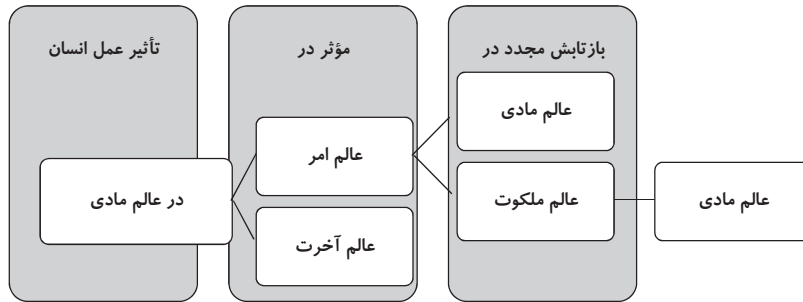 تأثیر عمل انسان
مؤثر در
بازتابش مجدد در
عالم مادی
عالم امر
در عالم مادی
عالم ملکوت
عالم مادی
عالم آخرت